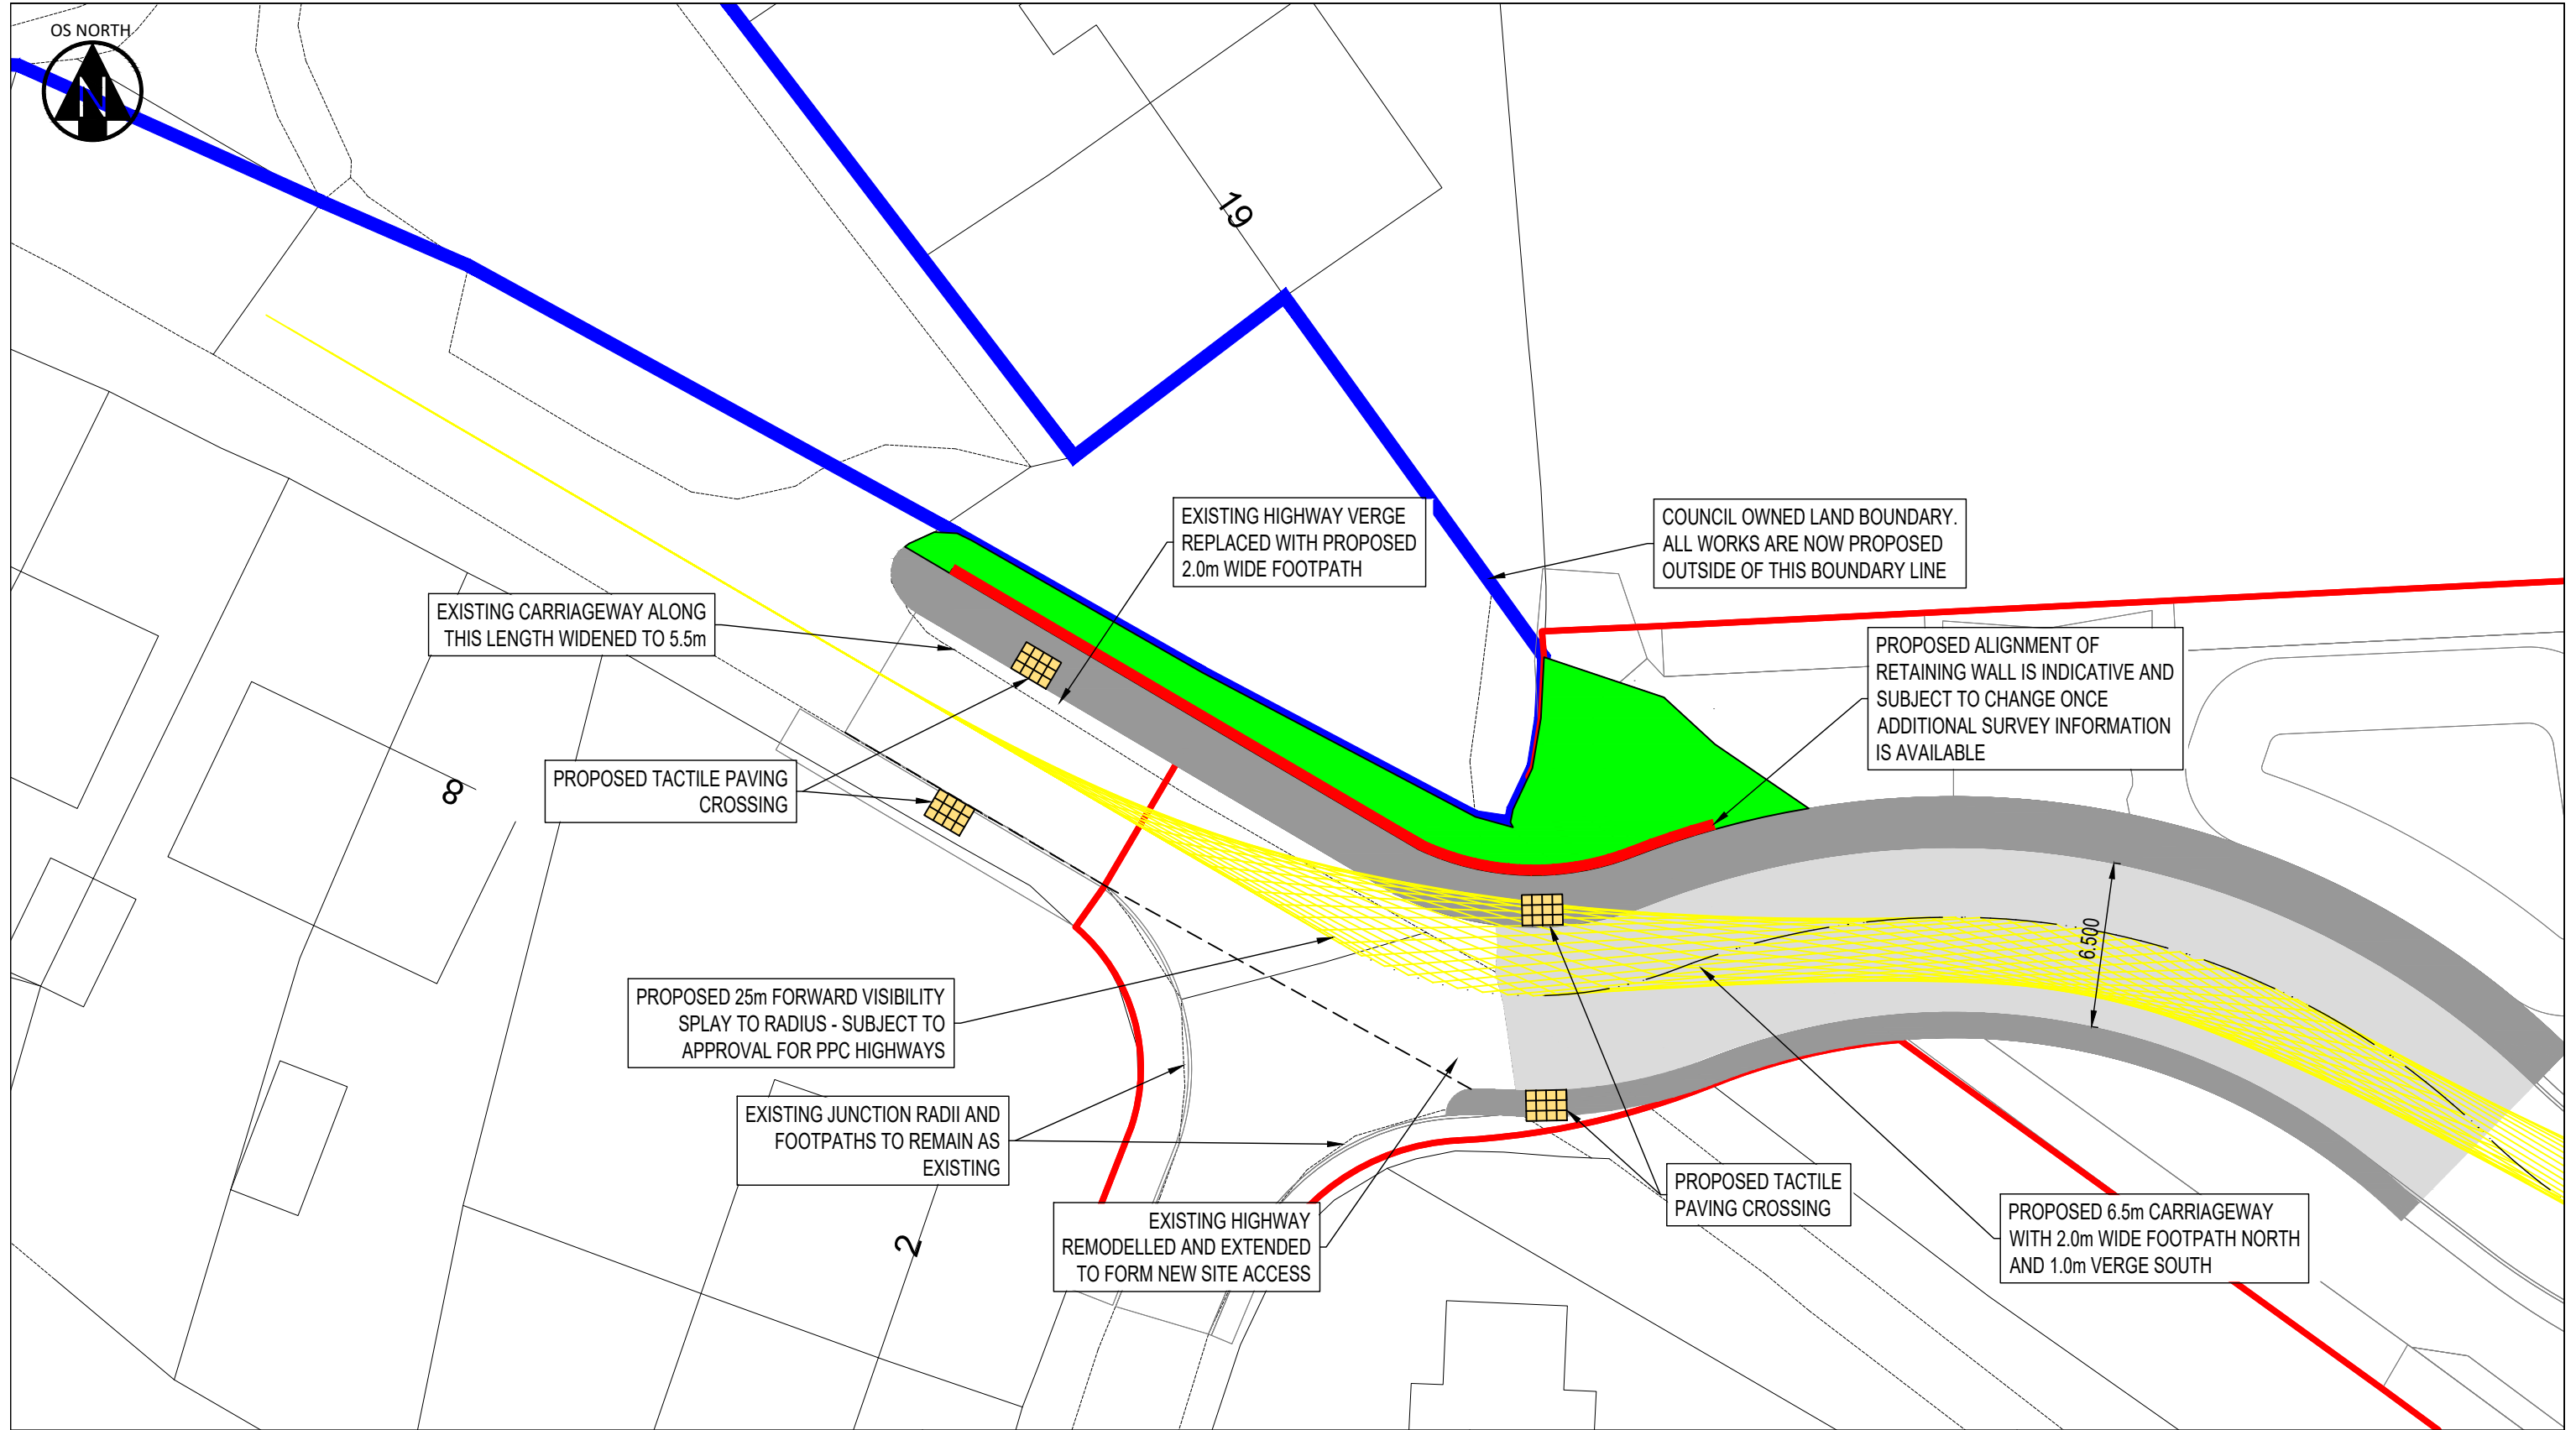 OS NORTH
N
19
EXISTING HIGHWAY VERGE
REPLACED WITH PROPOSED
2.0m WIDE FOOTPATH
COUNCIL OWNED LAND BOUNDARY.
ALL WORKS ARE NOW PROPOSED
OUTSIDE OF THIS BOUNDARY LINE
EXISTING CARRIAGEWAY ALONG
THIS LENGTH WIDENED TO 5.5m
PROPOSED ALIGNMENT OF
RETAINING WALL IS INDICATIVE AND
SUBJECT TO CHANGE ONCE
ADDITIONAL SURVEY INFORMATION
IS AVAILABLE
8
PROPOSED TACTILE PAVING
CROSSING
6.500
PROPOSED 25m FORWARD VISIBILITY
SPLAY TO RADIUS - SUBJECT TO
APPROVAL FOR PPC HIGHWAYS
EXISTING JUNCTION RADII AND
FOOTPATHS TO REMAIN AS
EXISTING
2
EXISTING HIGHWAY
REMODELLED AND EXTENDED
TO FORM NEW SITE ACCESS
PROPOSED TACTILE
PAVING CROSSING
PROPOSED 6.5m CARRIAGEWAY
WITH 2.0m WIDE FOOTPATH NORTH
AND 1.0m VERGE SOUTH